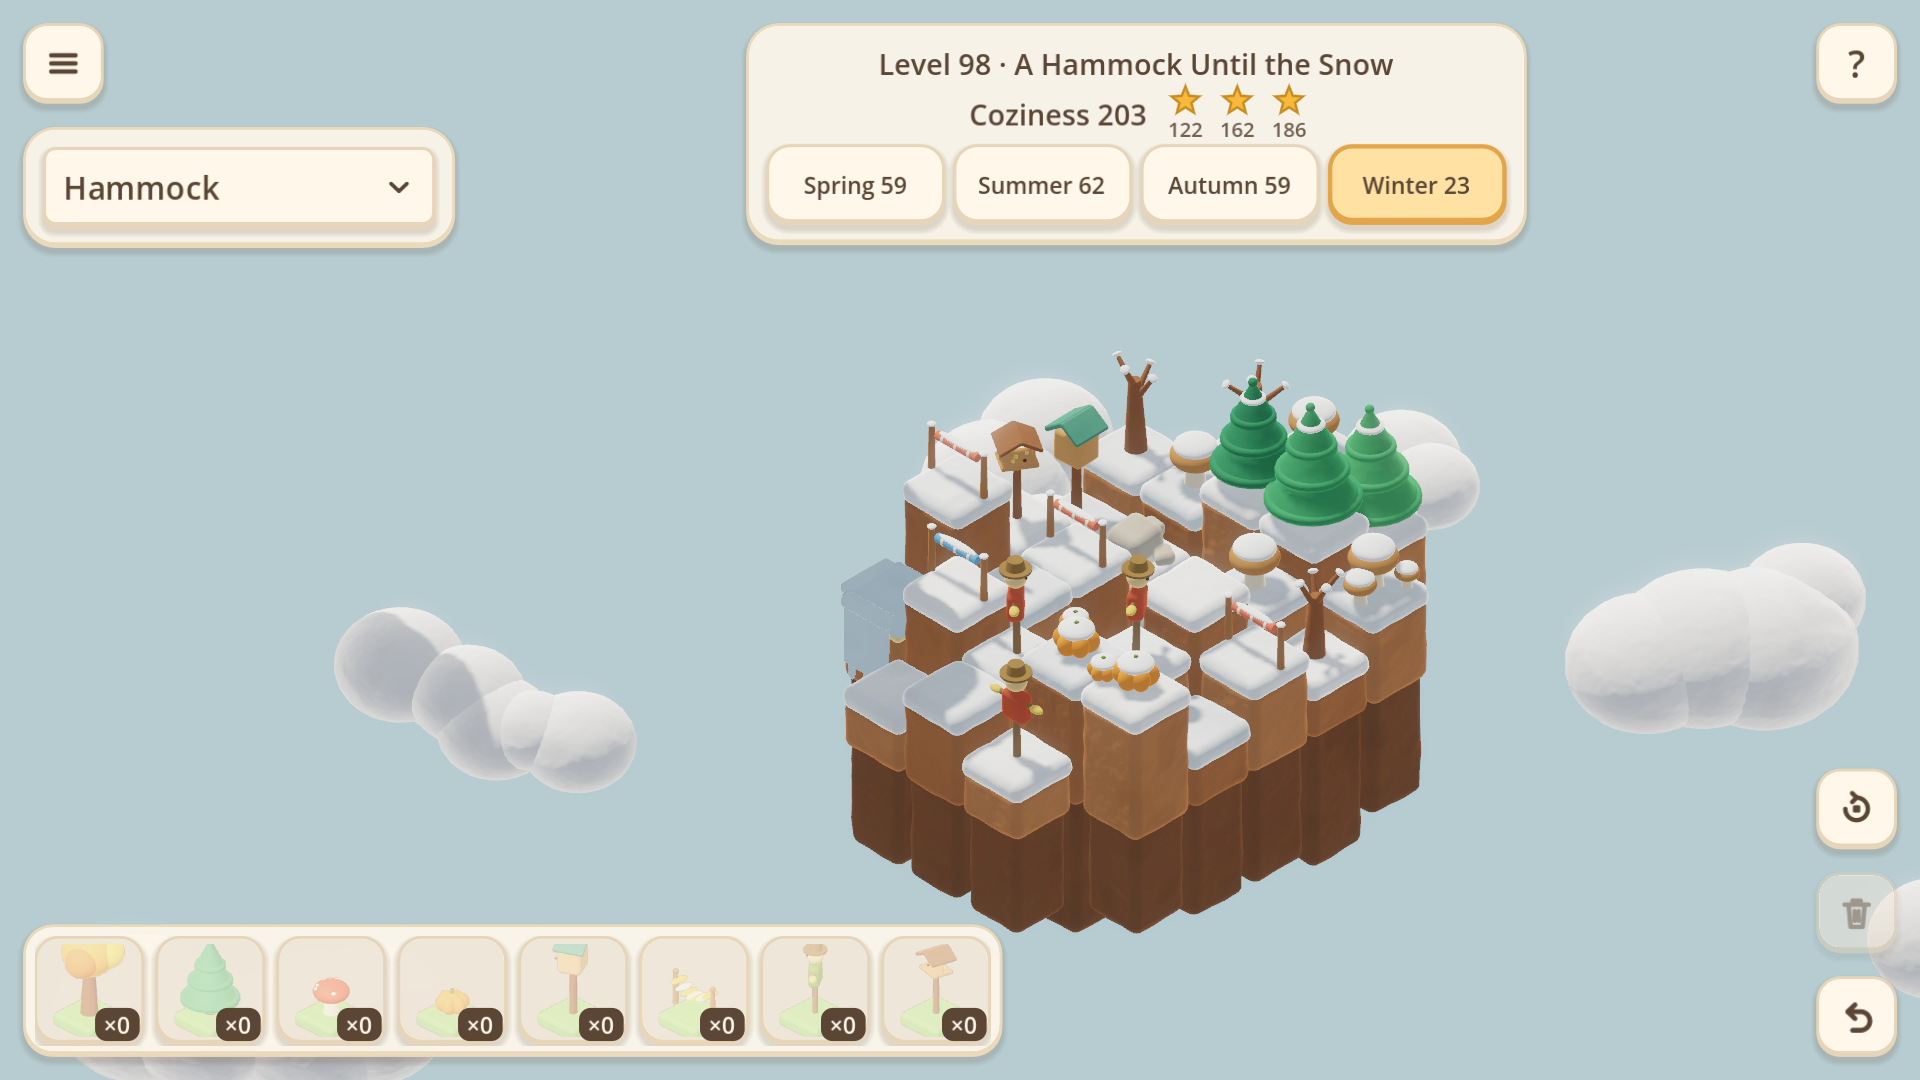 Level 98 · A Hammock Until the Snow
Coziness 203
122 162 186
Spring 59
Summer 62
Autumn 59
Winter 23
?
Hammock
×0
×0
×0
×0
×0
×0
×0
×0